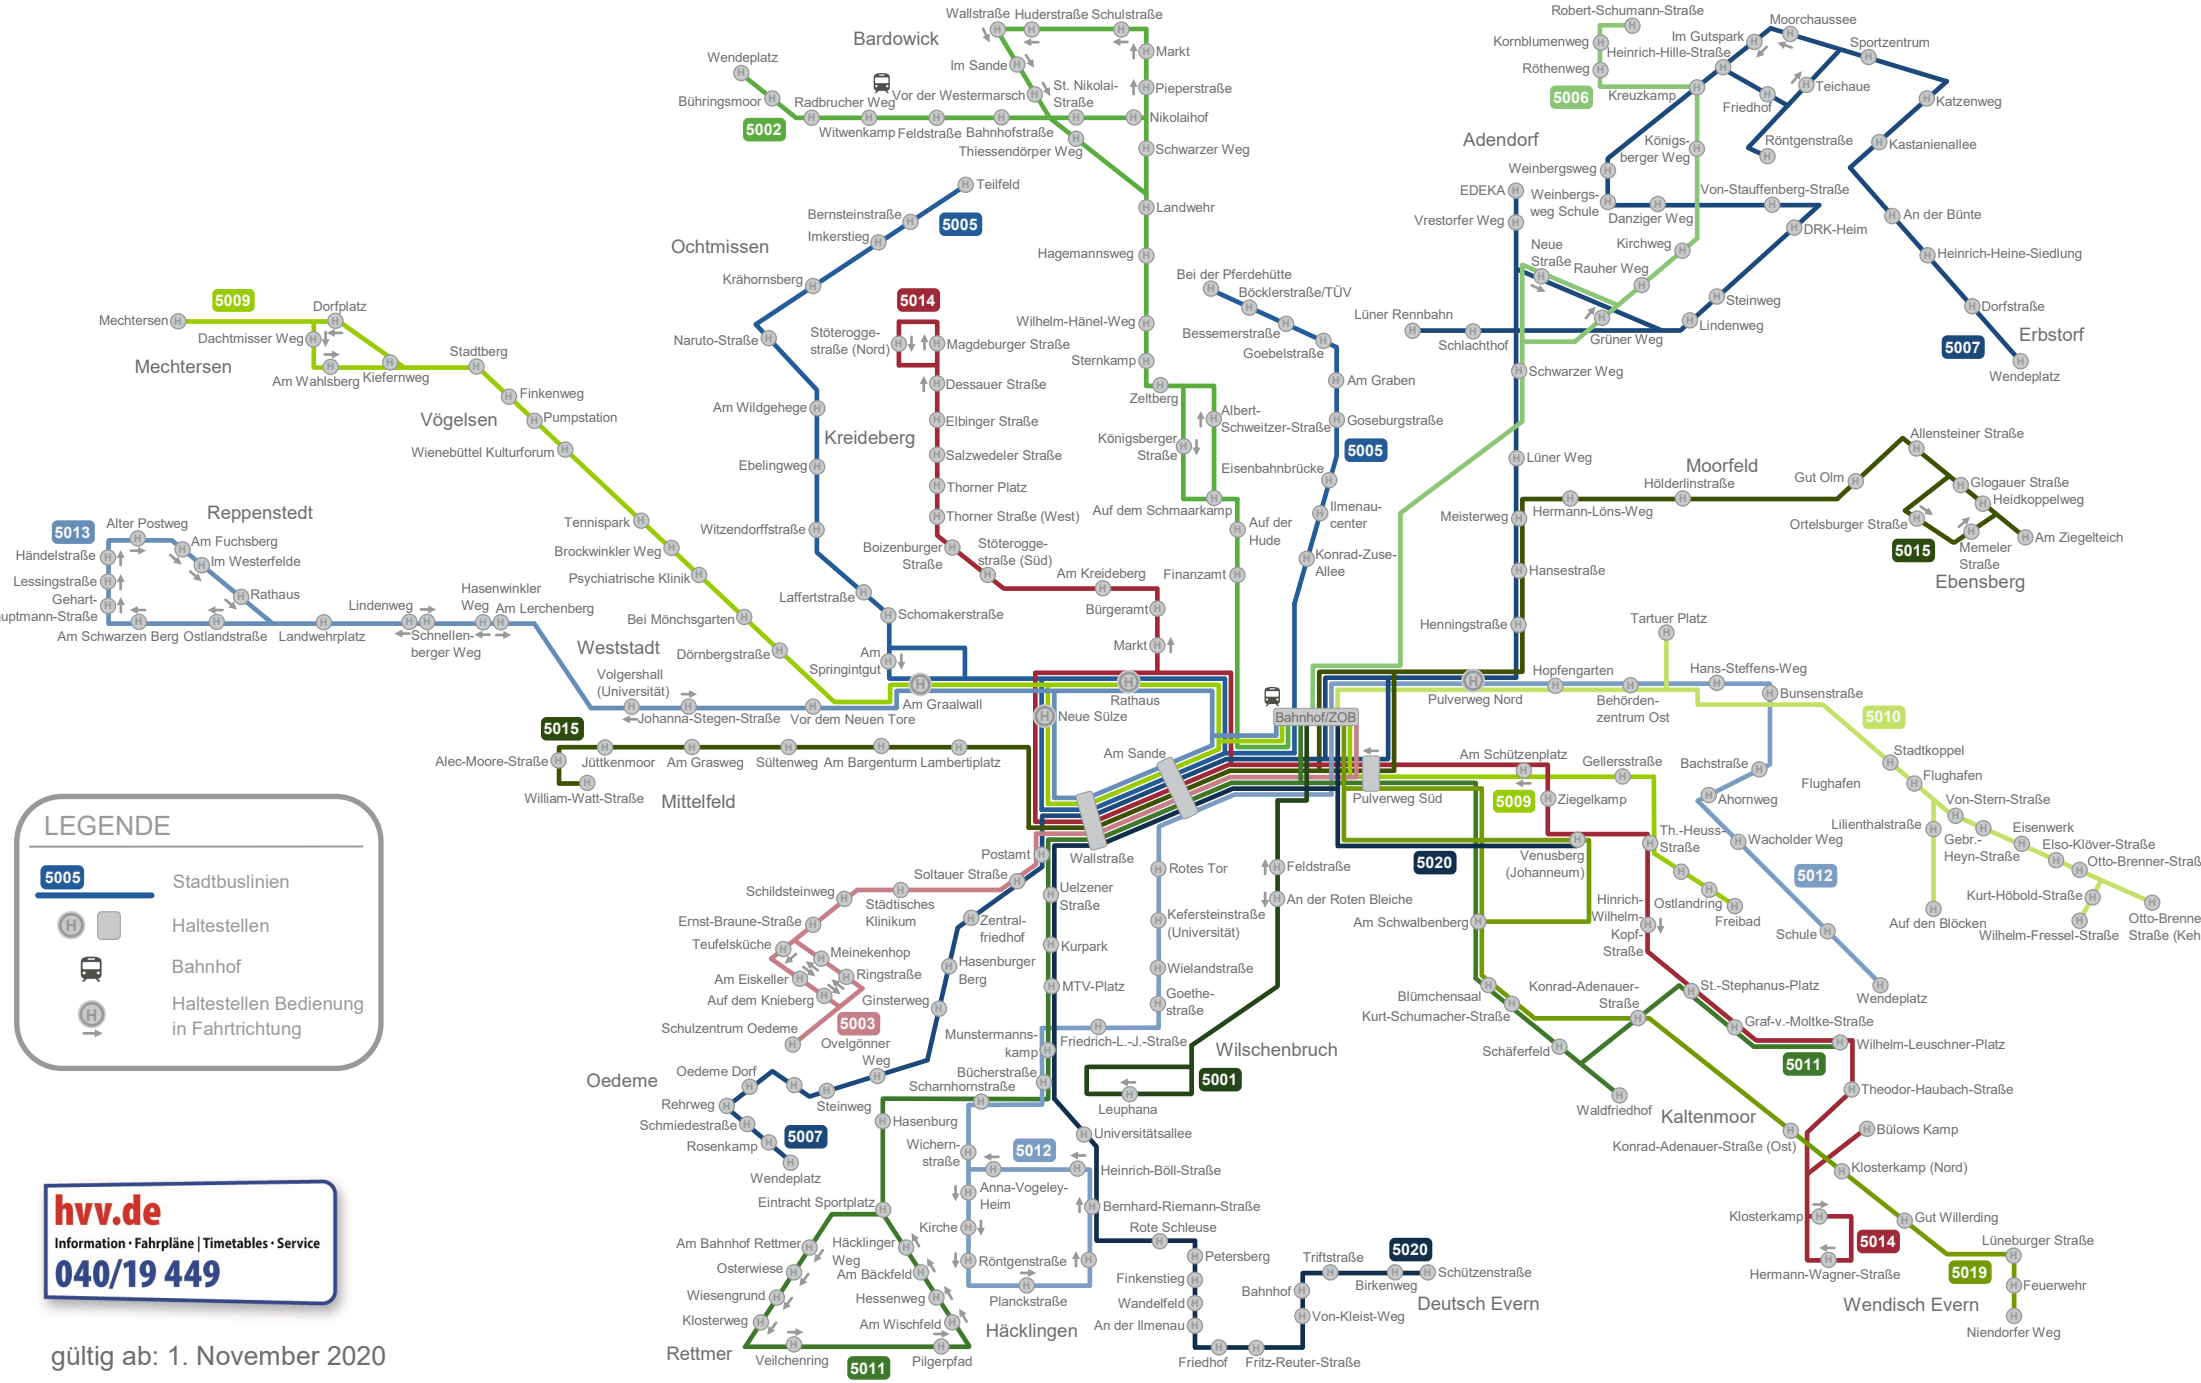 Wallstraße Huderstraße Schulstraße
Bardowick
Markt
Wendeplatz
Im Sande
St. Nikolai-
Straße
Bühringsmoor
Radbrucher Weg
Vor der Westermarsch
Pieperstraße
5002
Witwenkamp Feldstraße Bahnhofstraße
Nikolaihof
Thiessendörper Weg
Schwarzer Weg
Landwehr
Hagemannsweg
Wilhelm-Hänel-Weg
Sternkamp
Zeltberg
Albert-
Schweitzer-Straße
Königsberger
Straße
Auf dem Schmaarkamp
Auf der
Hude
Finanzamt
Teilfeld
Bernsteinstraße
Imkerstieg
5005
Ochtmissen
Krähornsberg
Naruto-Straße
Am Wildgehege
Kreideberg
Ebelingweg
Witzendorffstraße
Laffertstraße
Schomakerstraße
Am
Springintgut
5014
Stöterogge-
straße (Nord)
Magdeburger Straße
Dessauer Straße
Elbinger Straße
Salzwedeler Straße
Thorner Platz
Thorner Straße (West)
Boizenburger
Straße
Stöterogge-
straße (Süd)
Am Kreideberg
Bürgeramt
Markt
Bei der Pferdehütte
Böcklerstraße/TÜV
Bessemerstraße
Goebelstraße
Am Graben
Goseburgstraße
5005
Eisenbahnbrücke
Ilmenau-
center
Konrad-Zuse-
Allee
Robert-Schumann-Straße
Kornblumenweg
Röthenweg
5006
Kreuzkamp
Heinrich-Hille-Straße
Im Gutspark
Moorchaussee
Sportzentrum
Friedhof
Teichaue
Röntgenstraße
Katzenweg
Kastanienallee
An der Bünte
Heinrich-Heine-Siedlung
Dorfstraße
5007
Erbstorf
Wendeplatz
Adendorf
Königs-
berger Weg
Weinbergsweg
EDEKA
Weinbergs-
weg Schule
Von-Stauffenberg-Straße
Danziger Weg
Vrestorfer Weg
DRK-Heim
Kirchweg
Neue
Straße
Rauher Weg
Steinweg
Lüner Rennbahn
Schlachthof
Lindenweg
Grüner Weg
Schwarzer Weg
Lüner Weg
Meisterweg
Hansestraße
Henningstraße
Moorfeld
Hermann-Löns-Weg
Hölderlinstraße
Gut Olm
Allensteiner Straße
Glogauer Straße
Heidkoppelweg
Ortelsburger Straße
5015
Memeler
Straße
Am Ziegelteich
Ebensberg
5009
Mechtersen
Dorfplatz
Dachtmisser Weg
Mechtersen
Am Wahlsberg
Kiefernweg
Stadtberg
Finkenweg
Vögelsen
Pumpstation
Wienebüttel Kulturforum
Tennispark
Brockwinkler Weg
Psychiatrische Klinik
Bei Mönchsgarten
Dörnbergstraße
Reppenstedt
5013
Alter Postweg
Am Fuchsberg
Händelstraße
Im Westerfelde
Lessingstraße
Rathaus
Gehart-
uptmann-Straße
Am Schwarzen Berg Ostlandstraße
Landwehrplatz
Lindenweg
Schnellen-
berger Weg
Hasenwinkler
Weg
Am Lerchenberg
Weststadt
Volgershall
(Universität)
Johanna-Stegen-Straße
Vor dem Neuen Tore
Am Graalwall
Rathaus
Neue Sülze
Bahnhof/ZOB
Am Sande
Wallstraße
5015
Alec-Moore-Straße
Jüttkenmoor
Am Grasweg
Sültenweg
Am Bargenturm
Lambertiplatz
William-Watt-Straße
Mittelfeld
Tartuer Platz
Pulverweg Nord
Hopfengarten
Behörden-
zentrum Ost
Hans-Steffens-Weg
Bunsenstraße
5010
Am Schützenplatz
Gellersstraße
Bachstraße
Stadtkoppel
Pulverweg Süd
5009
Ziegelkamp
Ahornweg
Flughafen
Flughafen
Von-Stern-Straße
Lilienthalstraße
Gebr.-
Heyn-Straße
Eisenwerk
Elso-Klöver-Straße
Otto-Brenner-Straß
Kurt-Höbold-Straße
Auf den Blöcken
Wilhelm-Fressel-Straße
Otto-Brenne
Straße (Keh
5020
Venusberg
(Johanneum)
Th.-Heuss-
Straße
Wacholder Weg
5012
Ostlandring
Freibad
Schule
Wendeplatz
Hinrich-
Wilhelm-
Kopf-
Straße
Am Schwalbenberg
Blümchensaal
Kurt-Schumacher-Straße
Konrad-Adenauer-
Straße
St.-Stephanus-Platz
Graf-v.-Moltke-Straße
Wilhelm-Leuschner-Platz
5011
Schäferfeld
Waldfriedhof
Theodor-Haubach-Straße
Kaltenmoor
Bülows Kamp
Konrad-Adenauer-Straße (Ost)
Klosterkamp (Nord)
Klosterkamp
Gut Willerding
5014
Hermann-Wagner-Straße
Lüneburger Straße
5019
Feuerwehr
Wendisch Evern
Niendorfer Weg
Postamt
Soltauer Straße
Schildsteinweg
Städtisches
Klinikum
Ernst-Braune-Straße
Teufelsküche
Meinekenhop
Am Eiskeller
Ringstraße
Auf dem Knieberg
5003
Schulzentrum Oedeme
Zentral-
friedhof
Hasenburger
Berg
Ginsterweg
Ovelgönner
Weg
Oedeme
Oedeme Dorf
Steinweg
Rehrweg
Schmiedestraße
Rosenkamp
5007
Wendeplatz
Uelzener
Straße
Kurpark
MTV-Platz
Munstermanns-
kamp
Bücherstraße
Scharnhorststraße
Hasenburg
Eintracht Sportplatz
Am Bahnhof Rettmer
Osterwiese
Wiesengrund
Klosterweg
Rettmer
Veilchenring
5011
Pilgerpfad
Häcklinger
Weg
Am Bäckfeld
Hessenweg
Am Wischfeld
Häcklingen
Rotes Tor
Kefersteinstraße
(Universität)
Wielandstraße
Goethe-
straße
Friedrich-L.-J.-Straße
Wichern-
straße
5012
Anna-Vogeley-
Heim
Heinrich-Böll-Straße
Kirche
Bernhard-Riemann-Straße
Röntgenstraße
Planckstraße
Universitätsallee
Feldstraße
An der Roten Bleiche
Wilschenbruch
5001
Leuphana
Rote Schleuse
Petersberg
Finkenstieg
Wandelfeld
An der Ilmenau
Friedhof
Fritz-Reuter-Straße
Von-Kleist-Weg
Bahnhof
Triftstraße
5020
Birkenweg
Schützenstraße
Deutsch Evern
LEGENDE
5005
Stadtbuslinien
Haltestellen
Bahnhof
Haltestellen Bedienung
in Fahrtrichtung
hvv.de
Information · Fahrpläne | Timetables · Service
040/19 449
gültig ab: 1. November 2020